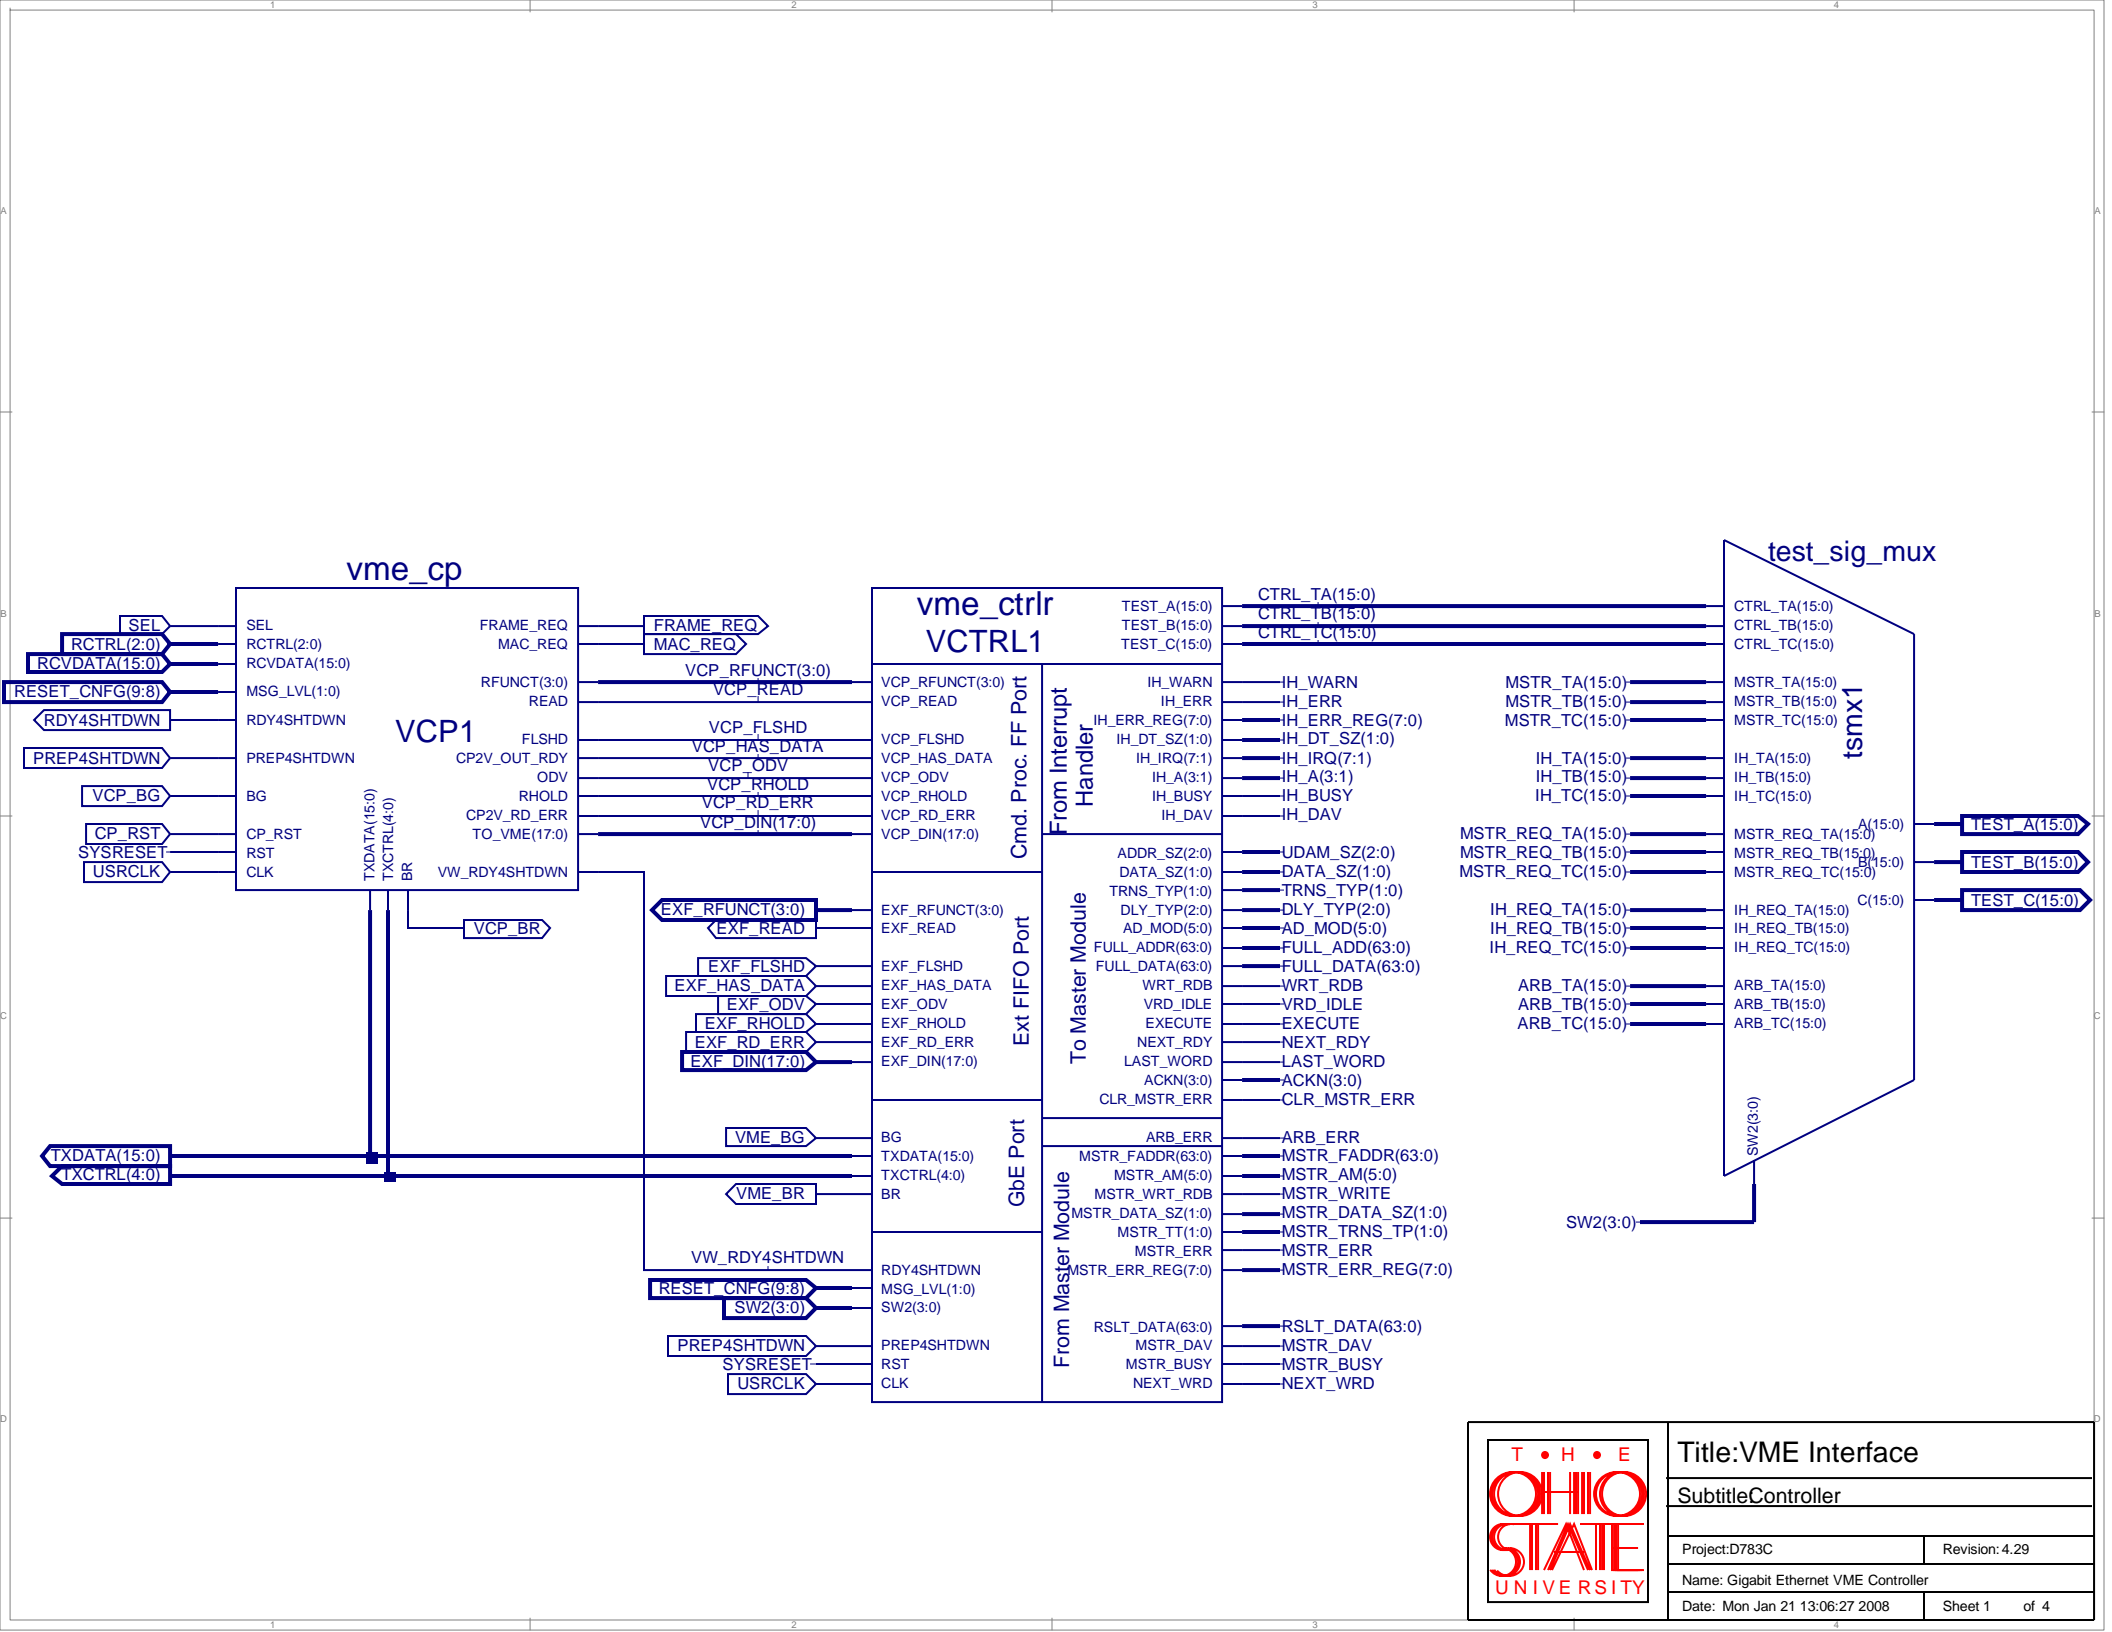 1 2 3 4
A A
B B
C C
D D
1 2 3 4
vme_cp
VCP1
SEL
RCTRL(2:0)
RCVDATA(15:0)
RESET_CNFG(9:8)
RDY4SHTDWN
PREP4SHTDWN
VCP_BG
CP_RST
SYSRESET
USRCLK
SEL
RCTRL(2:0)
RCVDATA(15:0)
MSG_LVL(1:0)
RDY4SHTDWN
PREP4SHTDWN
BG
CP_RST
RST
CLK
TXDATA(15:0)
TXCTRL(4:0)
BR
FRAME_REQ
MAC_REQ
RFUNCT(3:0)
READ
FLSHD
CP2V_OUT_RDY
ODV
RHOLD
CP2V_RD_ERR
TO_VME(17:0)
VW_RDY4SHTDWN
FRAME_REQ
MAC_REQ
VCP_RFUNCT(3:0)
VCP_READ
VCP_FLSHD
VCP_HAS_DATA
VCP_ODV
VCP_RHOLD
VCP_RD_ERR
VCP_DIN(17:0)
VCP_BR
TXDATA(15:0)
TXCTRL(4:0)
EXF_RFUNCT(3:0)
EXF_READ
EXF_FLSHD
EXF_HAS_DATA
EXF_ODV
EXF_RHOLD
EXF_RD_ERR
EXF_DIN(17:0)
VME_BG
VME_BR
VW_RDY4SHTDWN
RESET_CNFG(9:8)
SW2(3:0)
PREP4SHTDWN
SYSRESET
USRCLK
vme_ctrlr
VCTRL1
VCP_RFUNCT(3:0)
VCP_READ
VCP_FLSHD
VCP_HAS_DATA
VCP_ODV
VCP_RHOLD
VCP_RD_ERR
VCP_DIN(17:0)
Cmd. Proc. FF Port
EXF_RFUNCT(3:0)
EXF_READ
EXF_FLSHD
EXF_HAS_DATA
EXF_ODV
EXF_RHOLD
EXF_RD_ERR
EXF_DIN(17:0)
Ext FIFO Port
BG
TXDATA(15:0)
TXCTRL(4:0)
BR
GbE Port
RDY4SHTDWN
MSG_LVL(1:0)
SW2(3:0)
PREP4SHTDWN
RST
CLK
TEST_A(15:0)
TEST_B(15:0)
TEST_C(15:0)
From Interrupt
Handler
IH_WARN
IH_ERR
IH_ERR_REG(7:0)
IH_DT_SZ(1:0)
IH_IRQ(7:1)
IH_A(3:1)
IH_BUSY
IH_DAV
To Master Module
ADDR_SZ(2:0)
DATA_SZ(1:0)
TRNS_TYP(1:0)
DLY_TYP(2:0)
AD_MOD(5:0)
FULL_ADDR(63:0)
FULL_DATA(63:0)
WRT_RDB
VRD_IDLE
EXECUTE
NEXT_RDY
LAST_WORD
ACKN(3:0)
CLR_MSTR_ERR
ARB_ERR
From Master Module
MSTR_FADDR(63:0)
MSTR_AM(5:0)
MSTR_WRT_RDB
MSTR_DATA_SZ(1:0)
MSTR_TT(1:0)
MSTR_ERR
MSTR_ERR_REG(7:0)
RSLT_DATA(63:0)
MSTR_DAV
MSTR_BUSY
NEXT_WRD
CTRL_TA(15:0)
CTRL_TB(15:0)
CTRL_TC(15:0)
IH_WARN
IH_ERR
IH_ERR_REG(7:0)
IH_DT_SZ(1:0)
IH_IRQ(7:1)
IH_A(3:1)
IH_BUSY
IH_DAV
UDAM_SZ(2:0)
DATA_SZ(1:0)
TRNS_TYP(1:0)
DLY_TYP(2:0)
AD_MOD(5:0)
FULL_ADD(63:0)
FULL_DATA(63:0)
WRT_RDB
VRD_IDLE
EXECUTE
NEXT_RDY
LAST_WORD
ACKN(3:0)
CLR_MSTR_ERR
ARB_ERR
MSTR_FADDR(63:0)
MSTR_AM(5:0)
MSTR_WRITE
MSTR_DATA_SZ(1:0)
MSTR_TRNS_TP(1:0)
MSTR_ERR
MSTR_ERR_REG(7:0)
RSLT_DATA(63:0)
MSTR_DAV
MSTR_BUSY
NEXT_WRD
MSTR_TA(15:0)
MSTR_TB(15:0)
MSTR_TC(15:0)
IH_TA(15:0)
IH_TB(15:0)
IH_TC(15:0)
MSTR_REQ_TA(15:0)
MSTR_REQ_TB(15:0)
MSTR_REQ_TC(15:0)
IH_REQ_TA(15:0)
IH_REQ_TB(15:0)
IH_REQ_TC(15:0)
ARB_TA(15:0)
ARB_TB(15:0)
ARB_TC(15:0)
SW2(3:0)
test_sig_mux
tsmx1
CTRL_TA(15:0)
CTRL_TB(15:0)
CTRL_TC(15:0)
MSTR_TA(15:0)
MSTR_TB(15:0)
MSTR_TC(15:0)
IH_TA(15:0)
IH_TB(15:0)
IH_TC(15:0)
MSTR_REQ_TA(15:0)
MSTR_REQ_TB(15:0)
MSTR_REQ_TC(15:0)
IH_REQ_TA(15:0)
IH_REQ_TB(15:0)
IH_REQ_TC(15:0)
ARB_TA(15:0)
ARB_TB(15:0)
ARB_TC(15:0)
SW2(3:0)
A(15:0)
B(15:0)
C(15:0)
TEST_A(15:0)
TEST_B(15:0)
TEST_C(15:0)
T • H • E
OHIO
STATE
UNIVERSITY
Title:VME Interface
Subtitle:Controller
Project:D783C
Revision: 4.29
Name: Gigabit Ethernet VME Controller
Date: Mon Jan 21 13:06:27 2008
Sheet 1 of 4